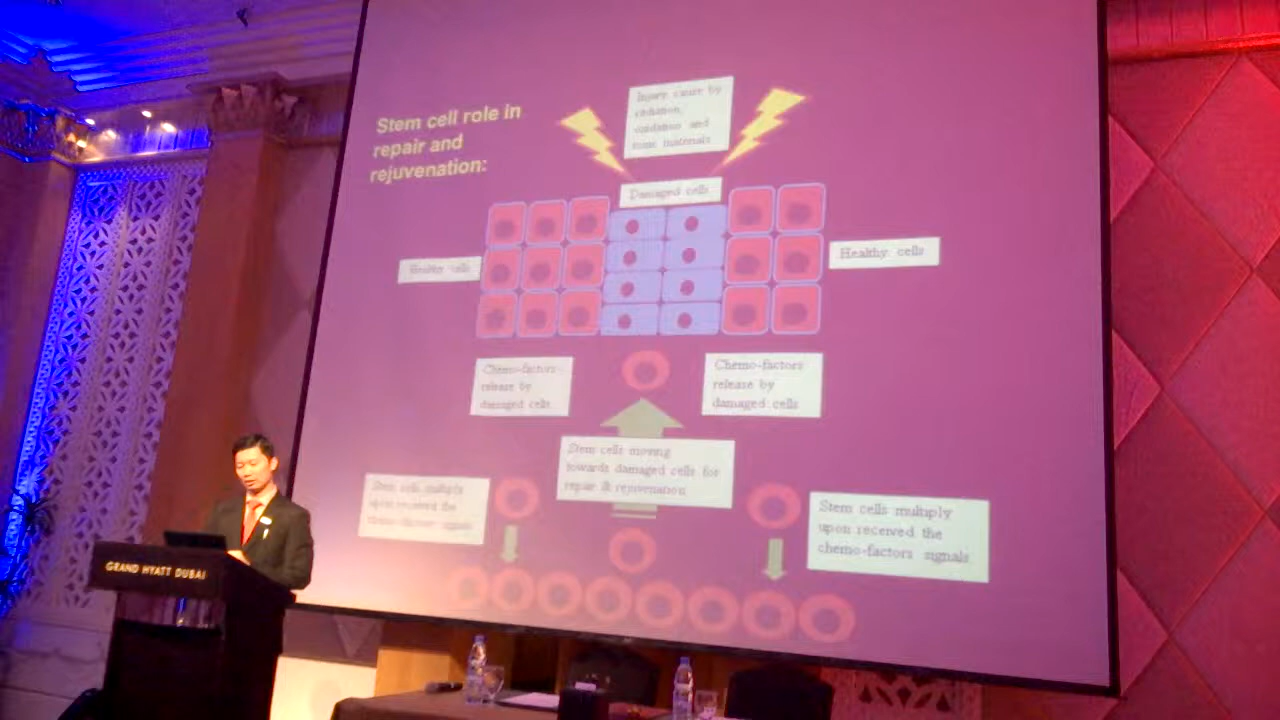 Stem cell role in
repair and
rejuvenation:
Injury cause by
radiation,
oxidation and
toxic materials
Damaged cells
Healthy cells
Healthy cells
Chemo-factors
release by
damaged cells
Chemo-factors
release by
damaged cells
Stem cells moving
towards damaged cells for
repair & rejuvenation
Stem cells multiply
upon received the
chemo-factors signals
Stem cells multiply
upon received the
chemo-factors signals
GRAND HYATT DUBAI